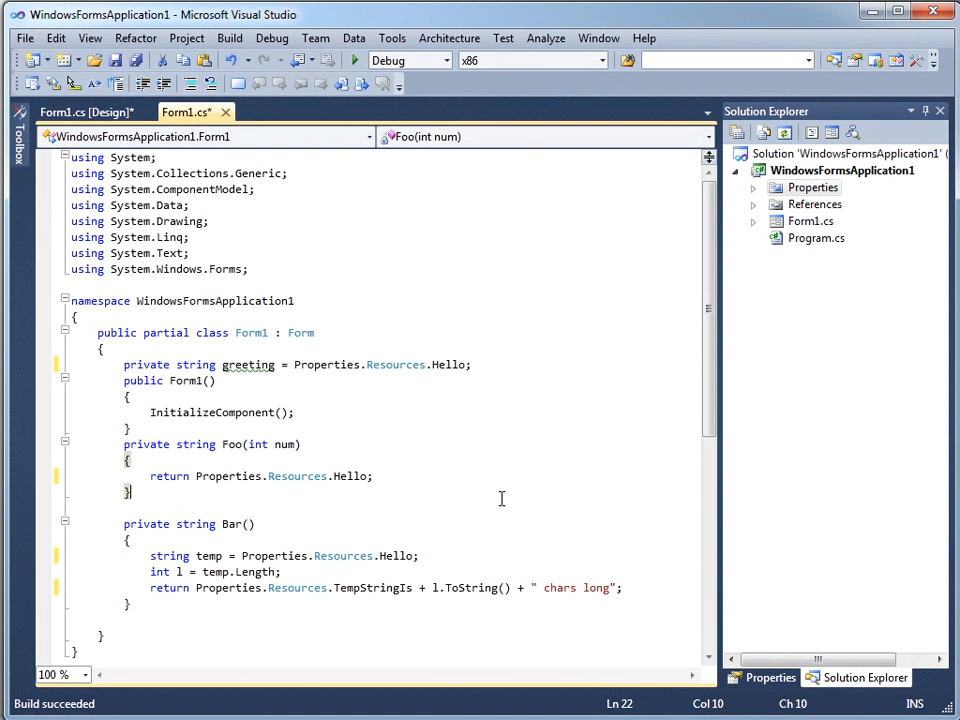 WindowsFormsApplication1 - Microsoft Visual Studio
File Edit View Refactor Project Build Debug Team Data Tools Architecture Test Analyze Window Help
Debug x86
Form1.cs [Design]* Form1.cs*
Solution Explorer
Toolbox
WindowsFormsApplication1.Form1 Foo(int num)
using System;
using System.Collections.Generic;
using System.ComponentModel;
using System.Data;
using System.Drawing;
using System.Linq;
using System.Text;
using System.Windows.Forms;
namespace WindowsFormsApplication1
{
public partial class Form1 : Form
{
private string greeting = Properties.Resources.Hello;
public Form1()
{
InitializeComponent();
}
private string Foo(int num)
{
return Properties.Resources.Hello;
}
private string Bar()
{
string temp = Properties.Resources.Hello;
int l = temp.Length;
return Properties.Resources.TempStringIs + l.ToString() + " chars long";
}
}
}
Solution 'WindowsFormsApplication1' (
WindowsFormsApplication1
Properties
References
Form1.cs
Program.cs
100 %
Properties Solution Explorer
Build succeeded Ln 22 Col 10 Ch 10 INS